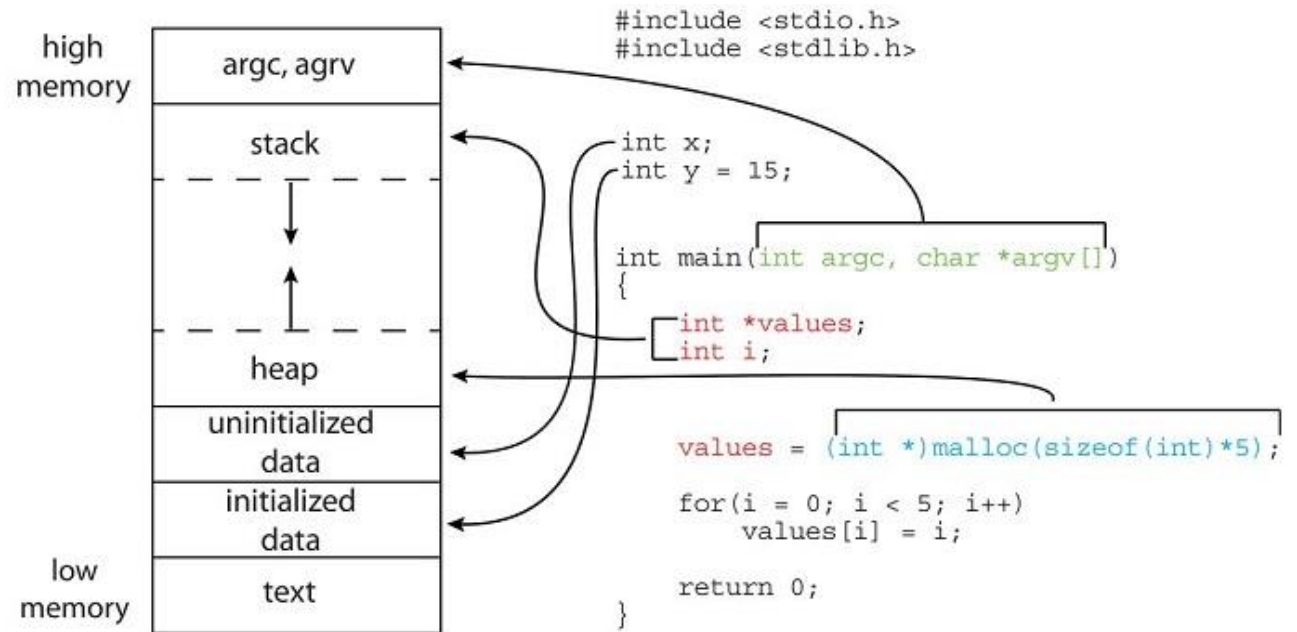 high
memory
argc, agrv
stack
heap
uninitialized
data
initialized
data
low
memory
text
#include <stdio.h>
#include <stdlib.h>
int x;
int y = 15;
int main(int argc, char *argv[])
{
int *values;
int i;
values = (int *)malloc(sizeof(int)*5);
for(i = 0; i < 5; i++)
values[i] = i;
return 0;
}